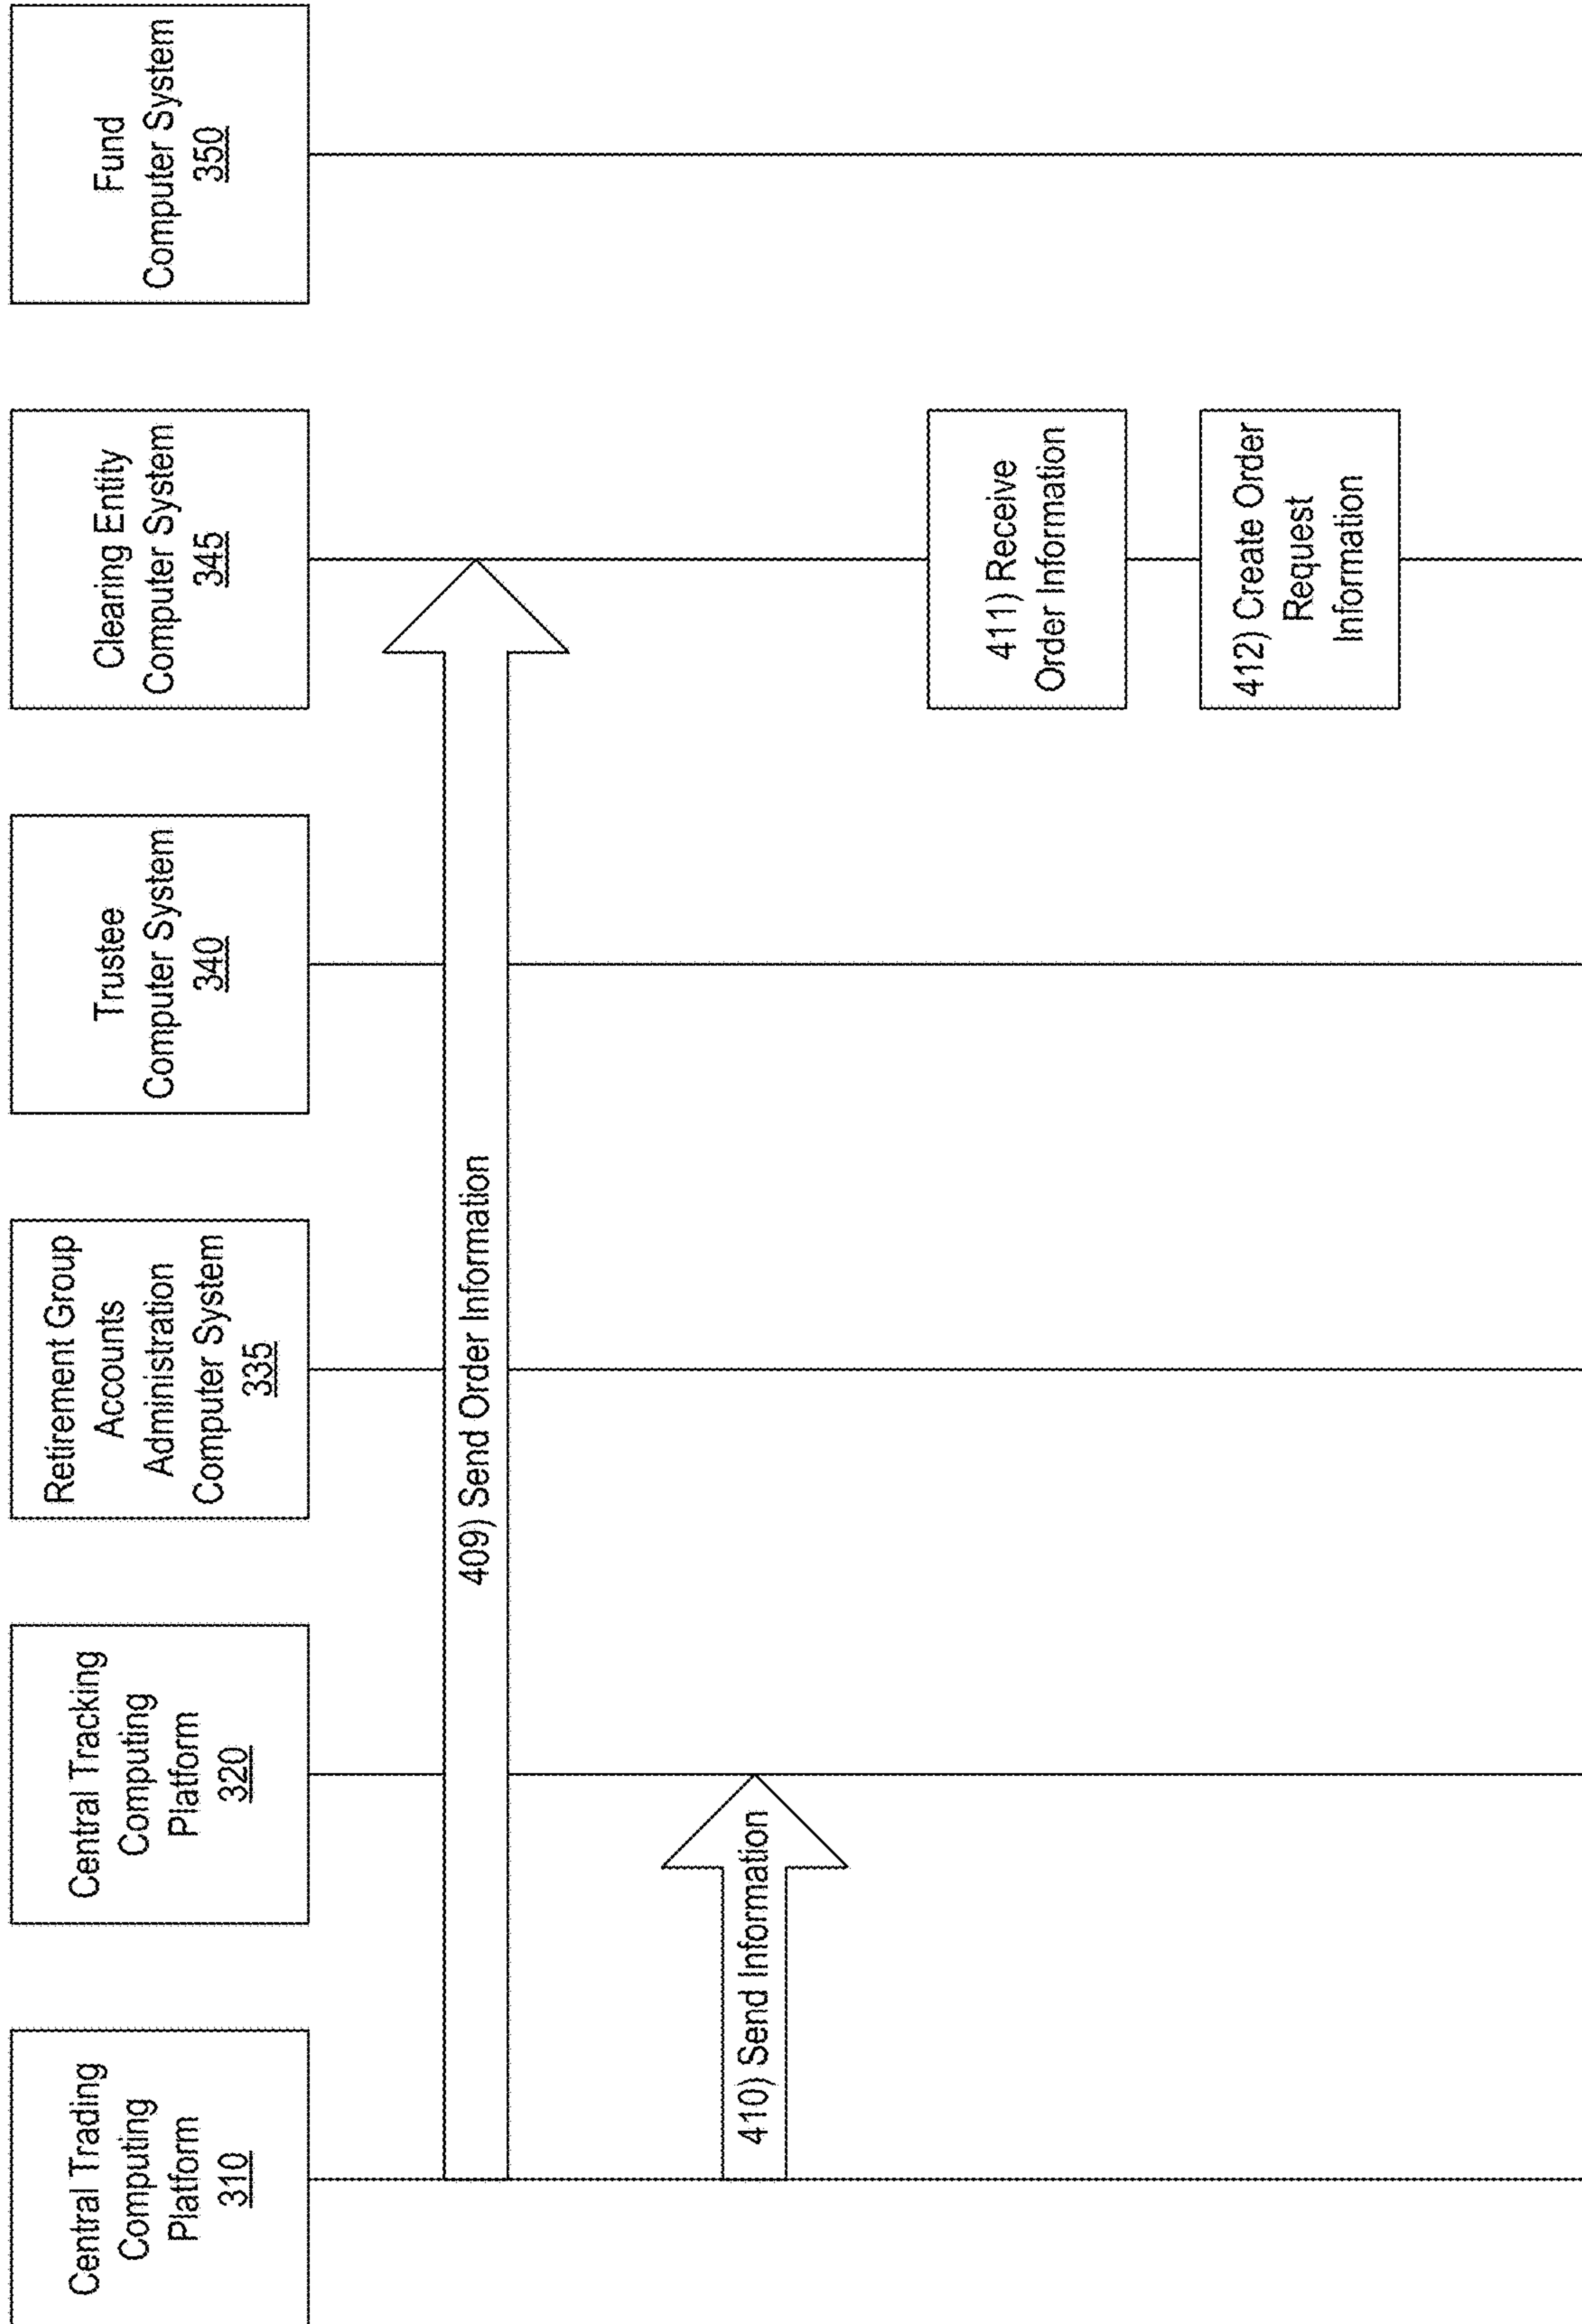 Central Trading
Computing
Platform
310
Central Tracking
Computing
Platform
320
Retirement Group
Accounts
Administration
Computer System
335
Trustee
Computer System
340
Clearing Entity
Computer System
345
Fund
Computer System
350
409) Send Order Information
410) Send Information
411) Receive
Order Information
412) Create Order
Request
Information